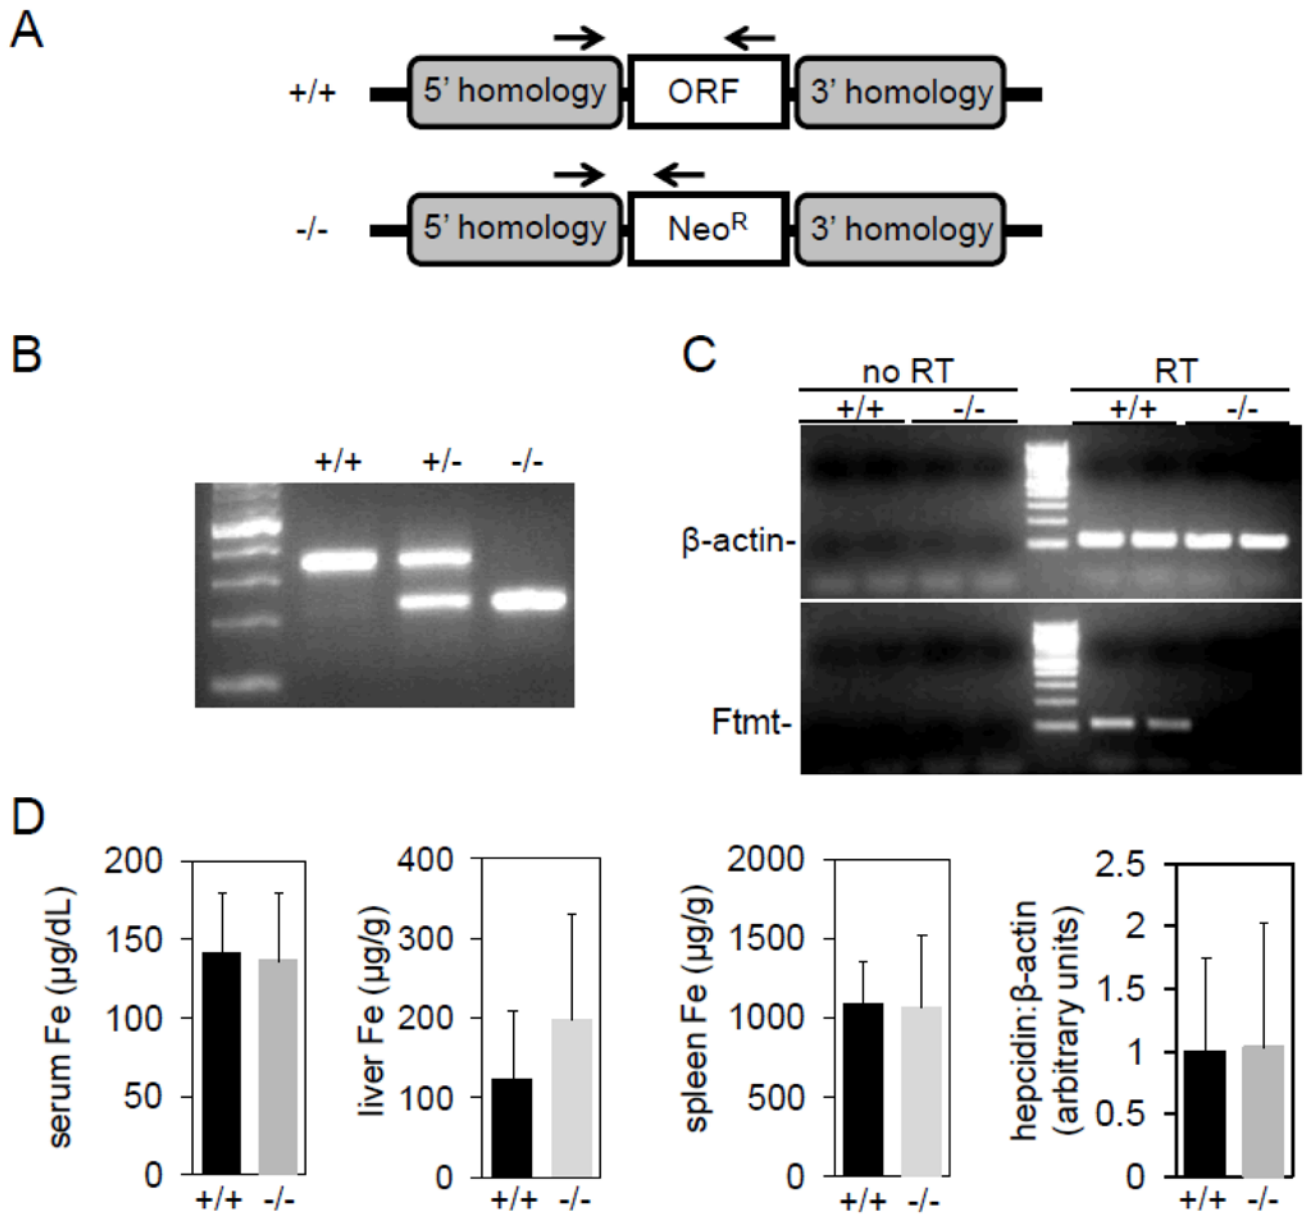 A
+/+
5’ homology
ORF
3’ homology
-/-
5’ homology
Neoᴿ
3’ homology
B
+/+ +/- -/-
C
no RT
RT
+/+ -/- +/+ -/-
β-actin-
Ftmt-
D
serum Fe (µg/dL)
200
150
100
50
0
+/+ -/-
liver Fe (µg/g)
400
300
200
100
0
+/+ -/-
spleen Fe (µg/g)
2000
1500
1000
500
0
+/+ -/-
hepcidin:β-actin
(arbitrary units)
2.5
2
1.5
1
0.5
0
+/+ -/-